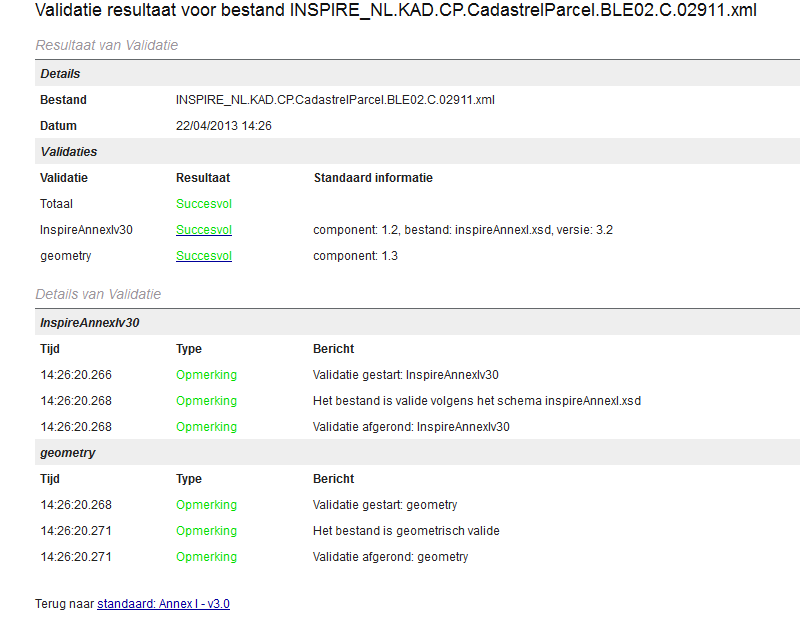 Validatie resultaat voor bestand INSPIRE_NL.KAD.CP.CadastrelParcel.BLE02.C.02911.xml
Resultaat van Validatie
Details
Bestand INSPIRE_NL.KAD.CP.CadastrelParcel.BLE02.C.02911.xml
Datum 22/04/2013 14:26
Validaties
Validatie Resultaat Standaard informatie
Totaal Succesvol
InspireAnnexIv30 Succesvol component: 1.2, bestand: inspireAnnexI.xsd, versie: 3.2
geometry Succesvol component: 1.3
Details van Validatie
InspireAnnexIv30
Tijd Type Bericht
14:26:20.266 Opmerking Validatie gestart: InspireAnnexIv30
14:26:20.268 Opmerking Het bestand is valide volgens het schema inspireAnnexI.xsd
14:26:20.268 Opmerking Validatie afgerond: InspireAnnexIv30
geometry
Tijd Type Bericht
14:26:20.268 Opmerking Validatie gestart: geometry
14:26:20.271 Opmerking Het bestand is geometrisch valide
14:26:20.271 Opmerking Validatie afgerond: geometry
Terug naar standaard: Annex I - v3.0